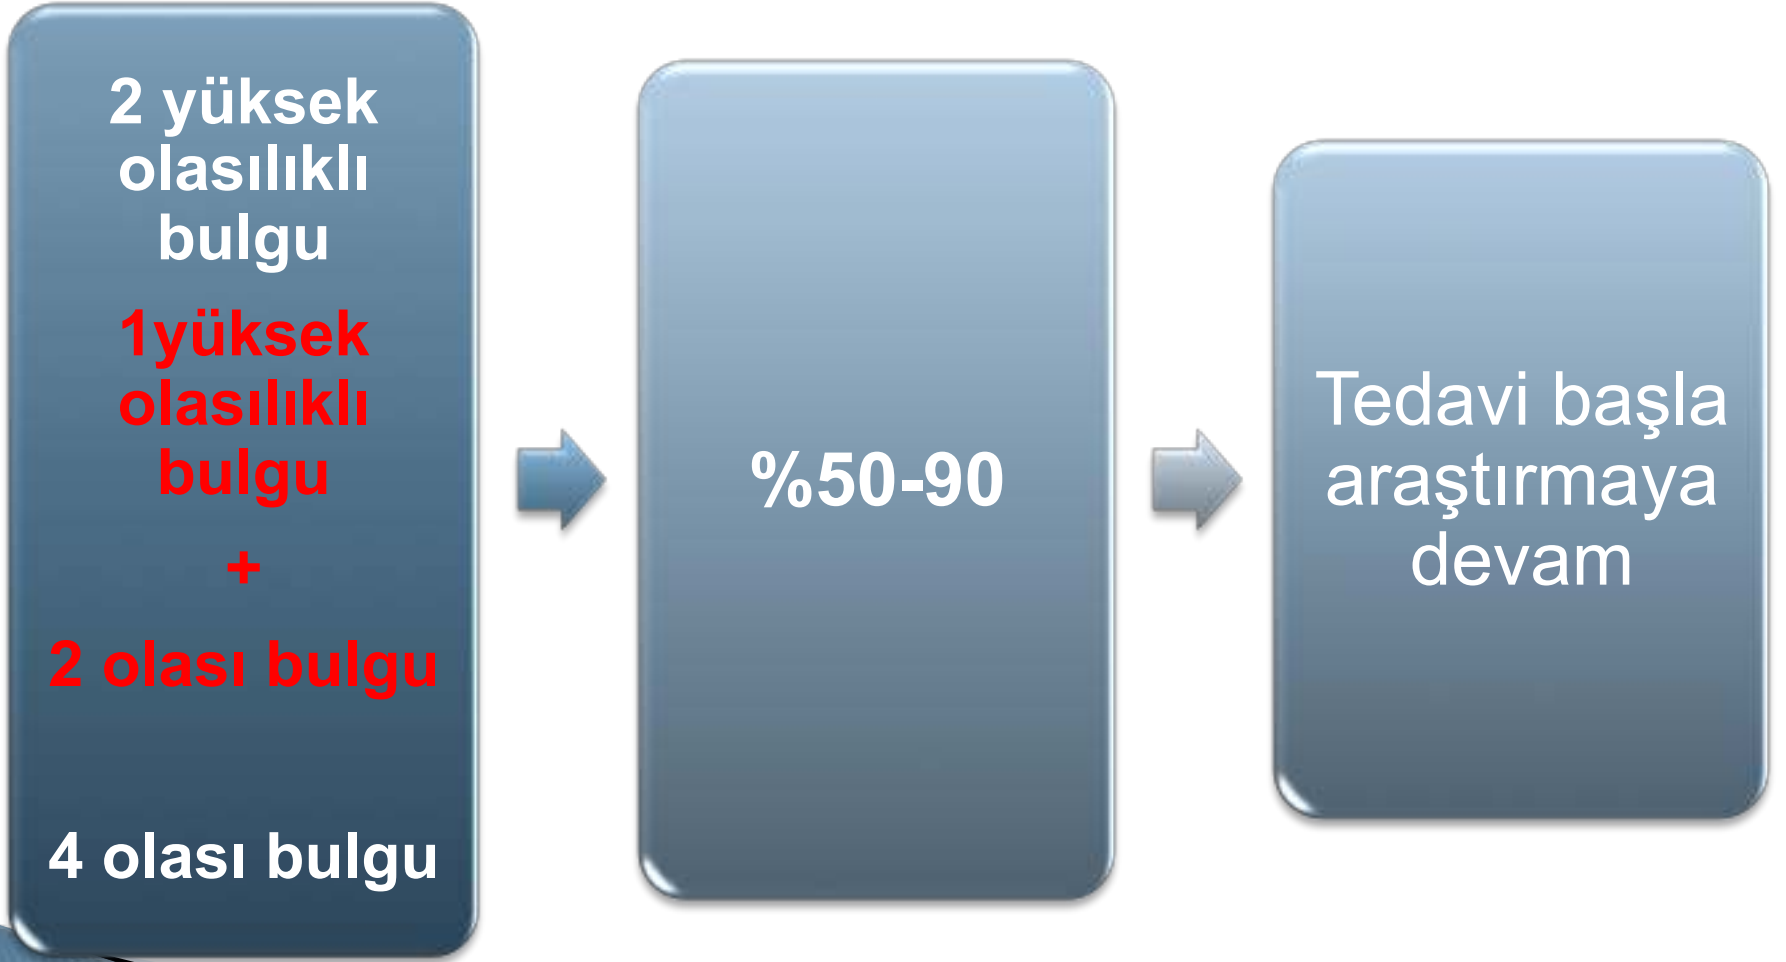 2 yüksek
olasılıklı
bulgu
1yüksek
olasılıklı
bulgu
+
2 olası bulgu
4 olası bulgu
%50-90
Tedavi başla
araştırmaya
devam